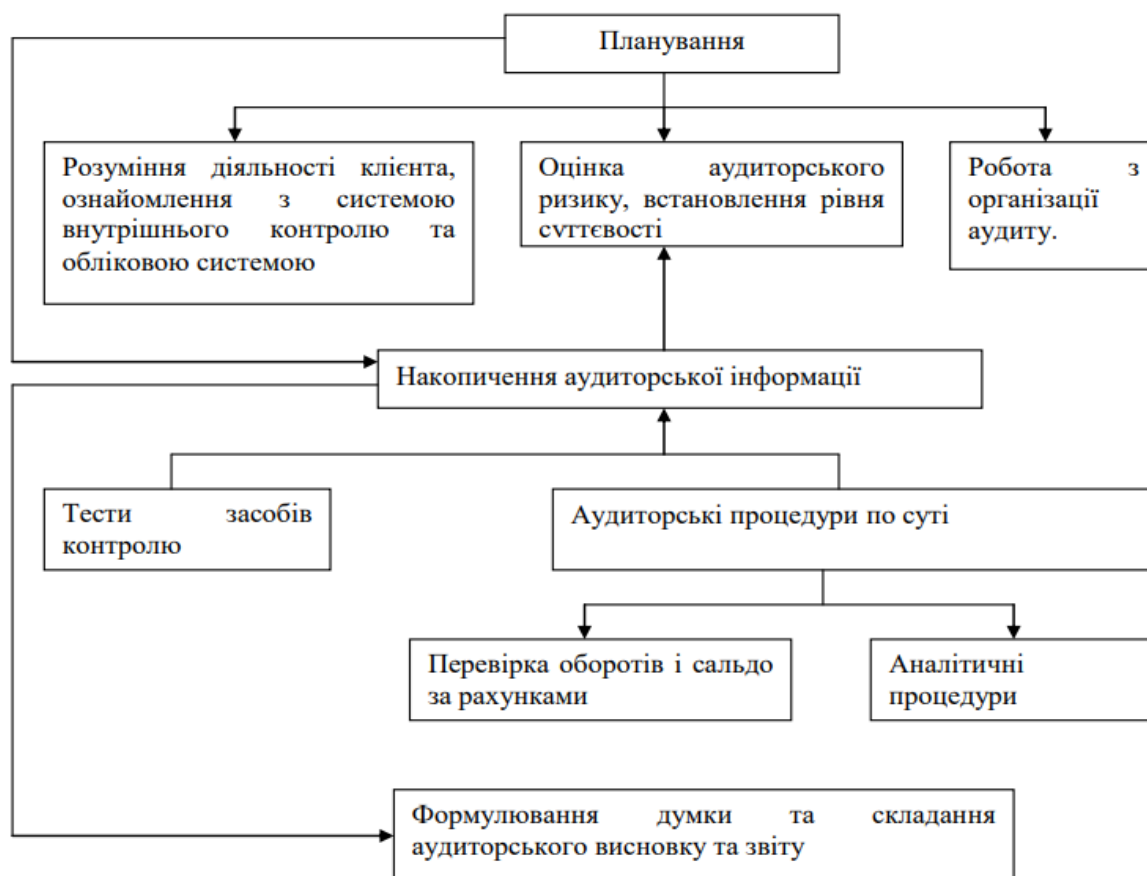 Планування
Розуміння діяльності клієнта,
ознайомлення з системою
внутрішнього контролю та
обліковою системою
Оцінка аудиторського
ризику, встановлення рівня
суттєвості
Робота з
організації
аудиту.
Накопичення аудиторської інформації
Тести засобів
контролю
Аудиторські процедури по суті
Перевірка оборотів і сальдо
за рахунками
Аналітичні
процедури
Формулювання думки та складання
аудиторського висновку та звіту